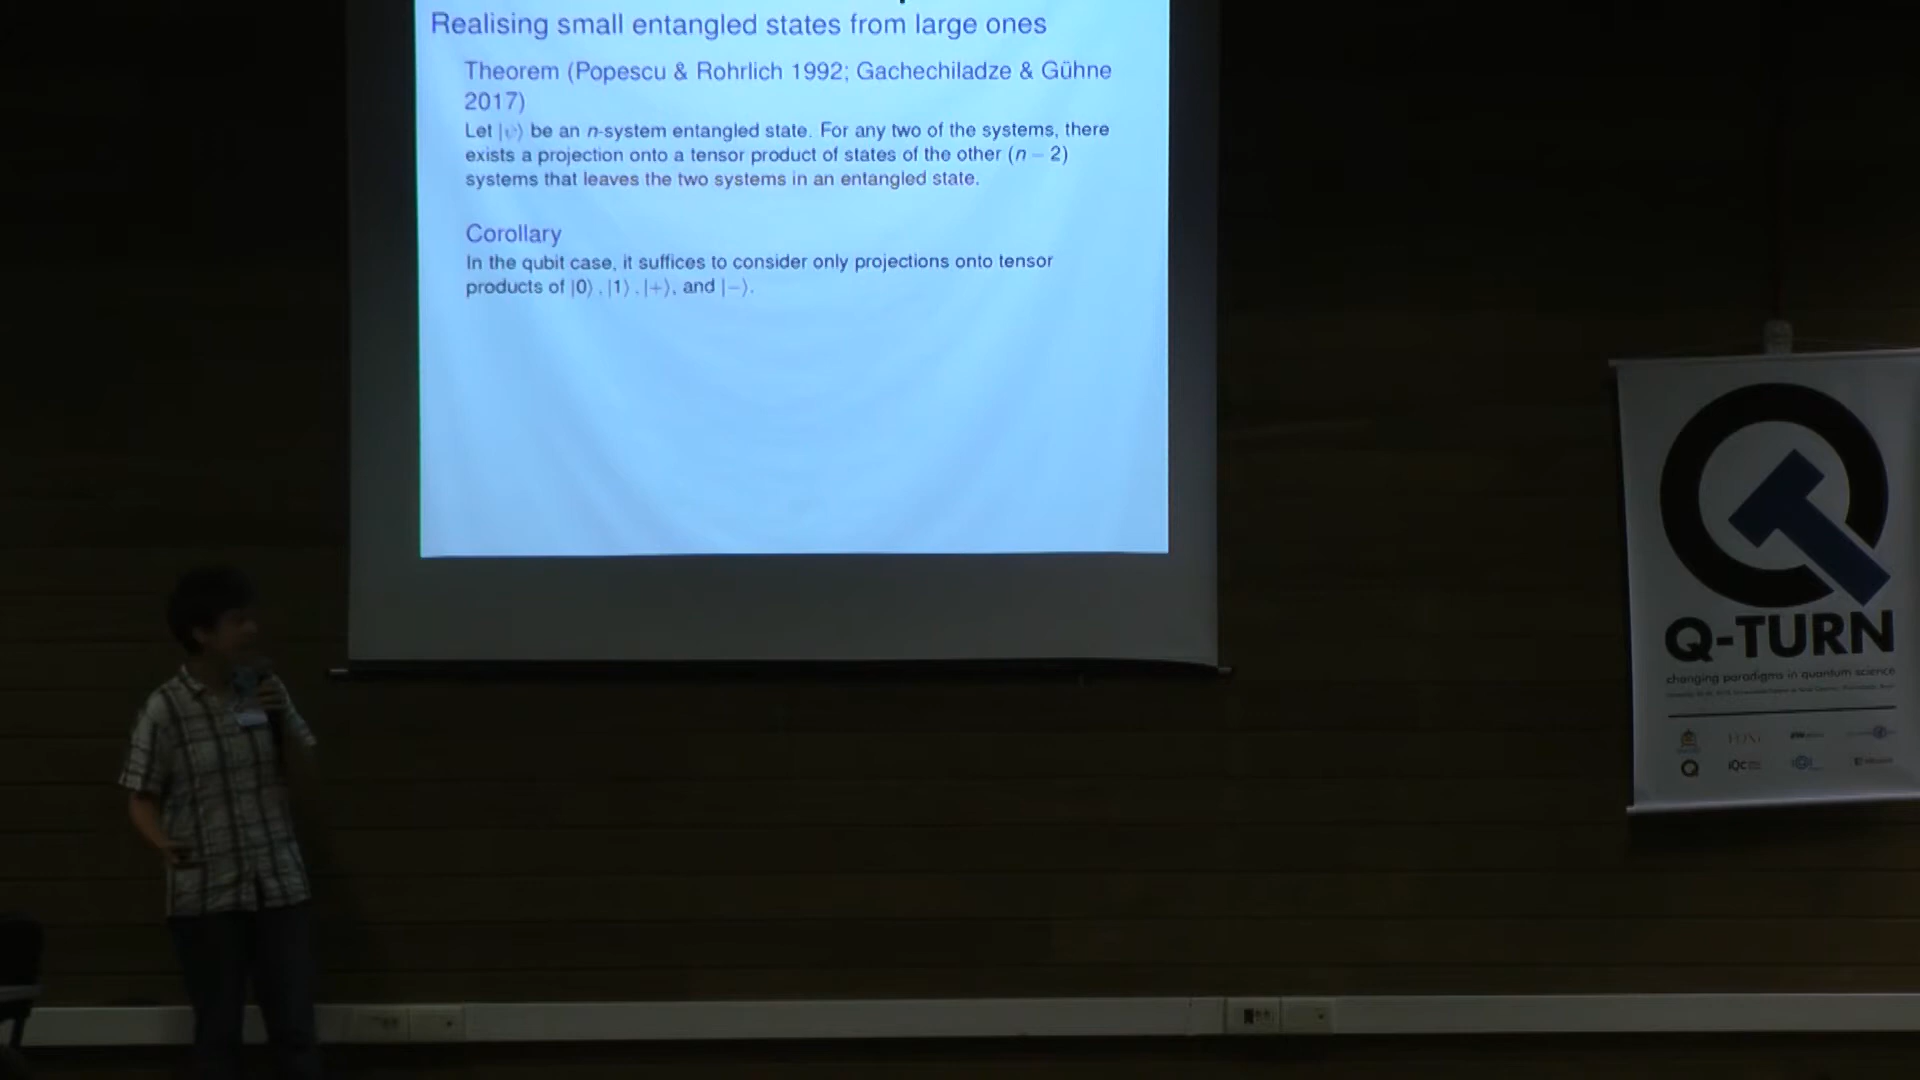 Realising small entangled states from large ones
Theorem (Popescu & Rohrlich 1992; Gachechiladze & Gühne
2017)
Let |ψ⟩ be an n-system entangled state. For any two of the systems, there
exists a projection onto a tensor product of states of the other (n − 2)
systems that leaves the two systems in an entangled state.
Corollary
In the qubit case, it suffices to consider only projections onto tensor
products of |0⟩, |1⟩, |+⟩, and |−⟩.
Q-TURN
changing paradigms in quantum science
IQC